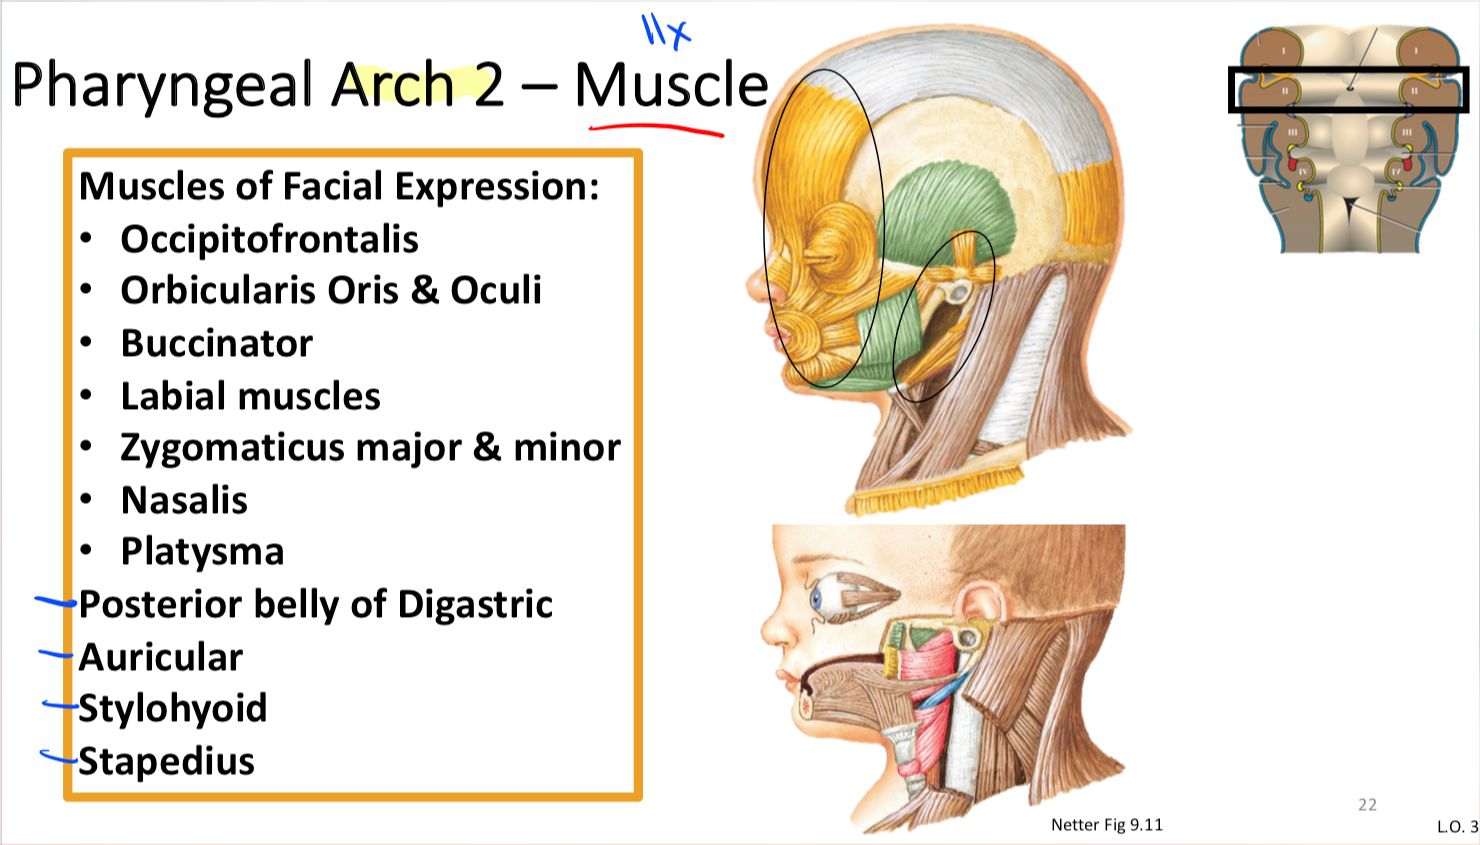 11x
Pharyngeal Arch 2 – Muscle
Muscles of Facial Expression:
• Occipitofrontalis
• Orbicularis Oris & Oculi
• Buccinator
• Labial muscles
• Zygomaticus major & minor
• Nasalis
• Platysma
Posterior belly of Digastric
Auricular
Stylohyoid
Stapedius
I I
II II
III III
IV IV
Netter Fig 9.11
22
L.O. 3